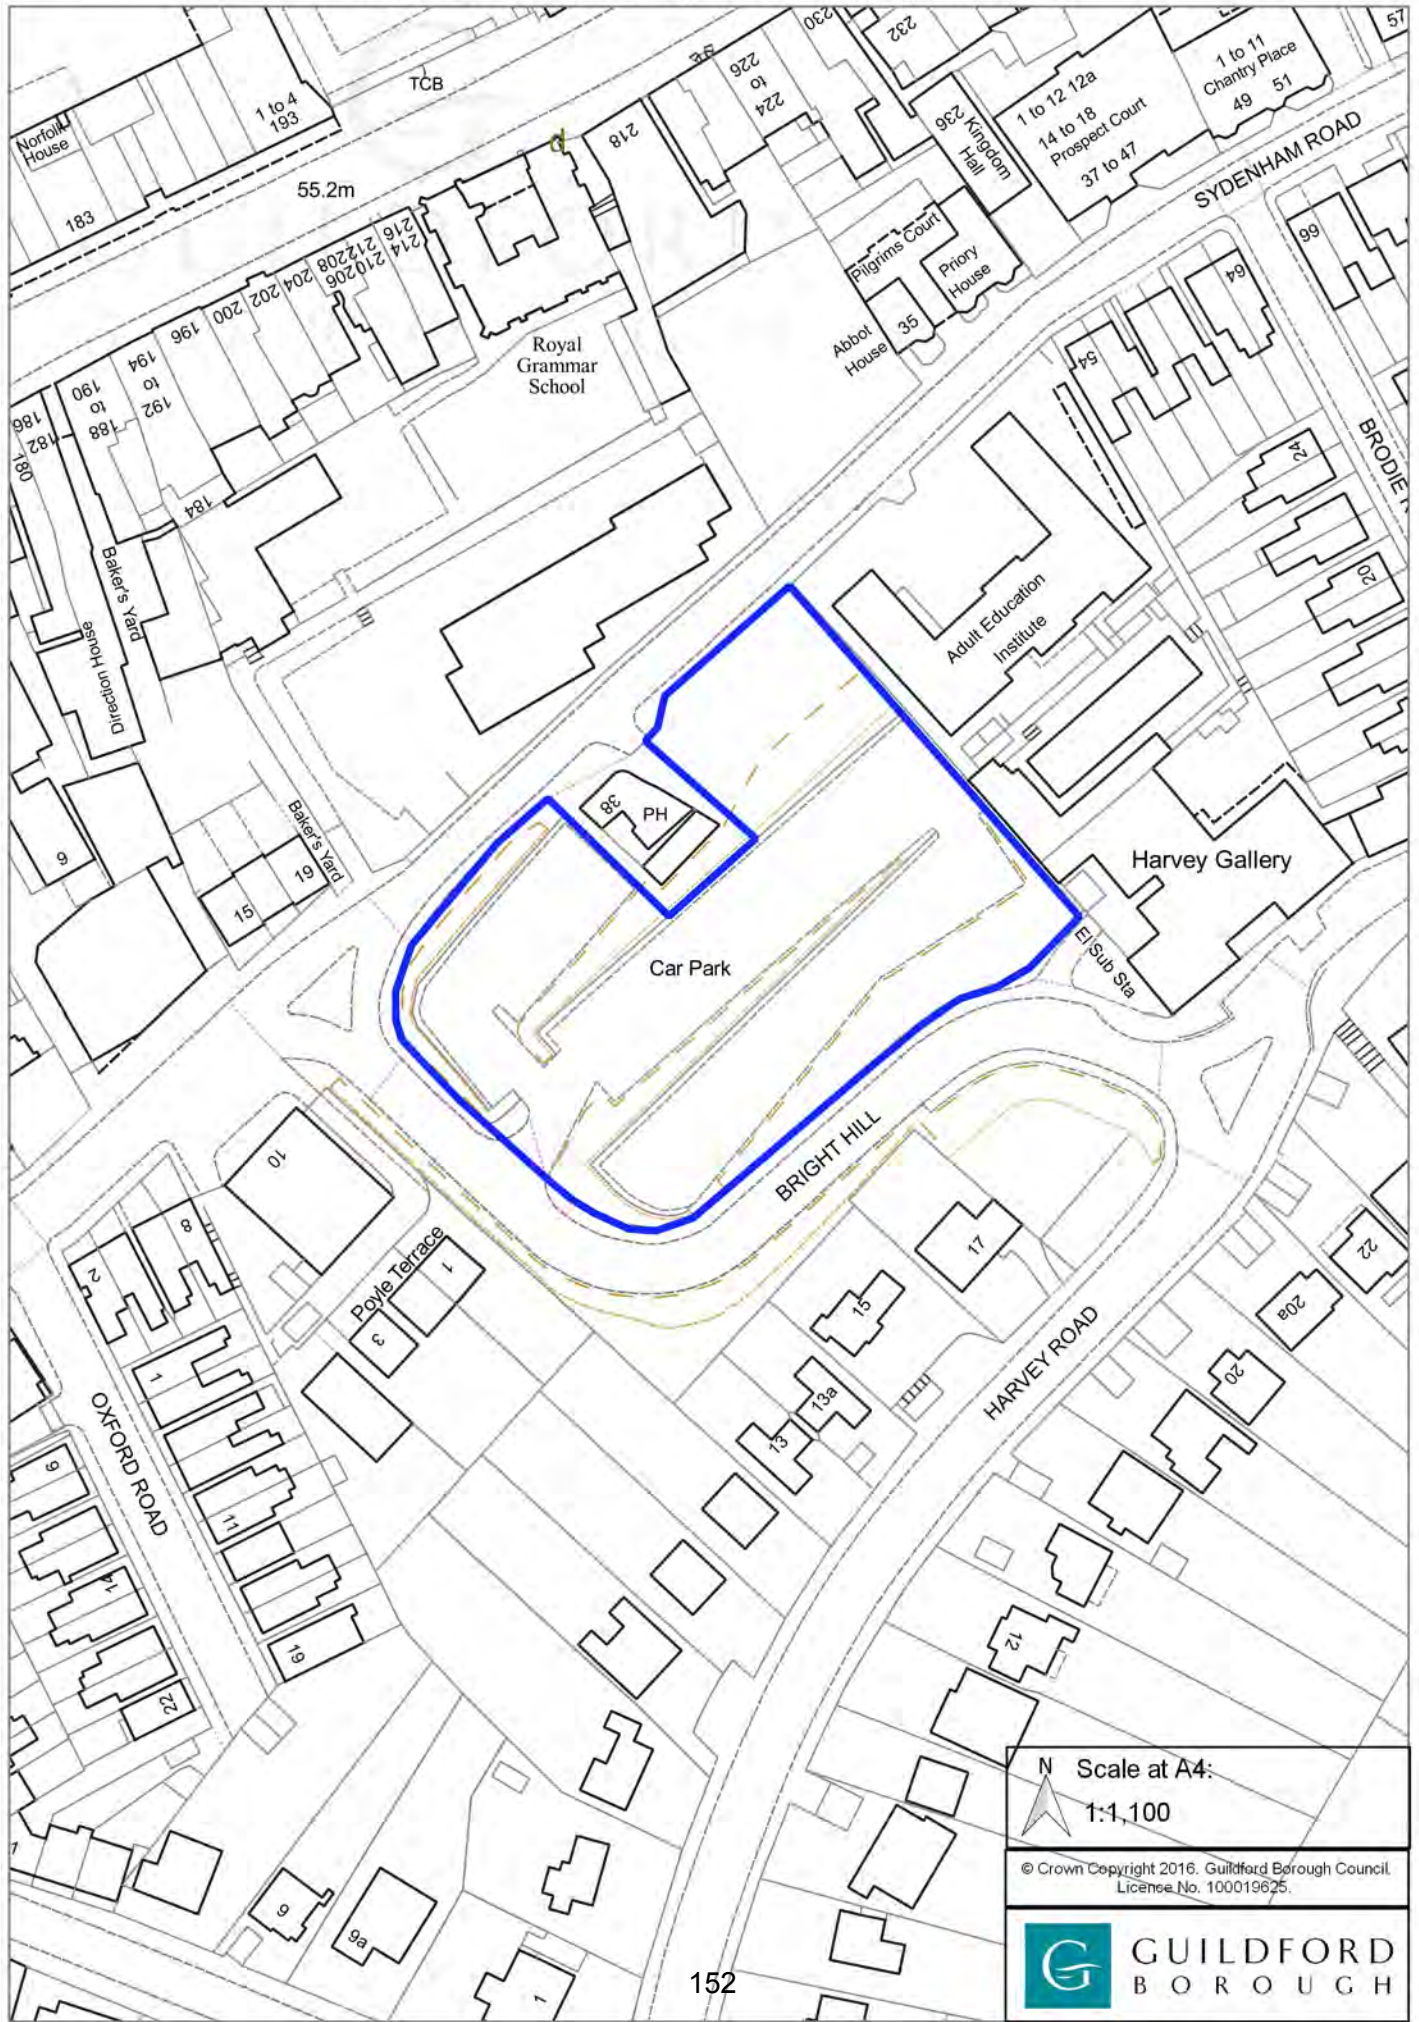 TCB
1 to 4
193
Norfolk
House
183
55.2m
230
232
226
to
224
218
236
Kingdom
Hall
1 to 12 12a
14 to 18
Prospect Court
37 to 47
1 to 11
Chantry Place
49 51
57
SYDENHAM ROAD
Pilgrims Court
Priory
House
Abbot
House
35
66
64
54
BRODIE
24
20
216
214
212
210
208
206
204
202
200
196
194
to
192
190
to
188
186
182
180
184
Royal
Grammar
School
Baker's Yard
Direction House
Baker's Yard
9
15
19
Adult Education
Institute
38
PH
Car Park
Harvey Gallery
El Sub Sta
BRIGHT HILL
10
8
2
Poyle Terrace
1
3
1
11
19
OXFORD ROAD
9
14
22
17
15
13a
13
HARVEY ROAD
22
20a
20
12
9
9a
1
N
Scale at A4:
1:1,100
© Crown Copyright 2016. Guildford Borough Council.
Licence No. 100019625.
G
GUILDFORD
BOROUGH
152